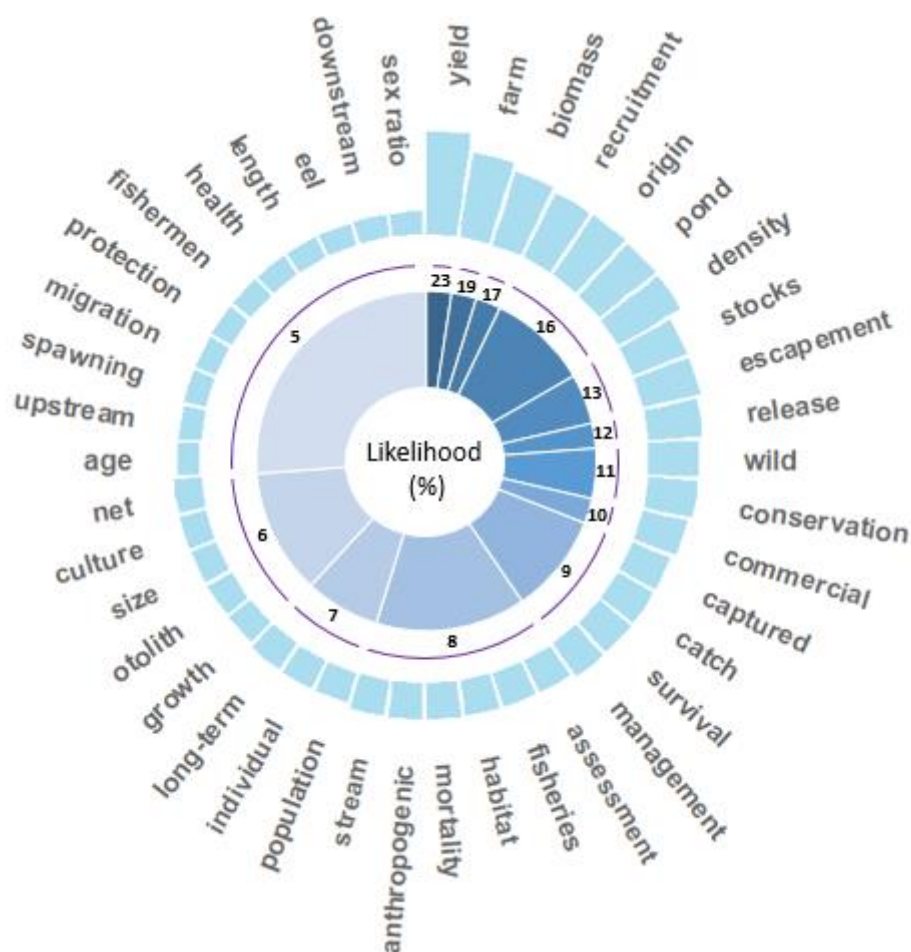 yield
farm
biomass
recruitment
origin
pond
density
stocks
escapement
release
wild
conservation
commercial
captured
catch
survival
management
assessment
fisheries
habitat
mortality
anthropogenic
stream
population
individual
long-term
growth
otolith
size
culture
net
age
upstream
spawning
migration
protection
fishermen
health
length
eel
downstream
sex ratio
23
19
17
16
13
12
11
10
9
8
7
6
5
Likelihood
(%)